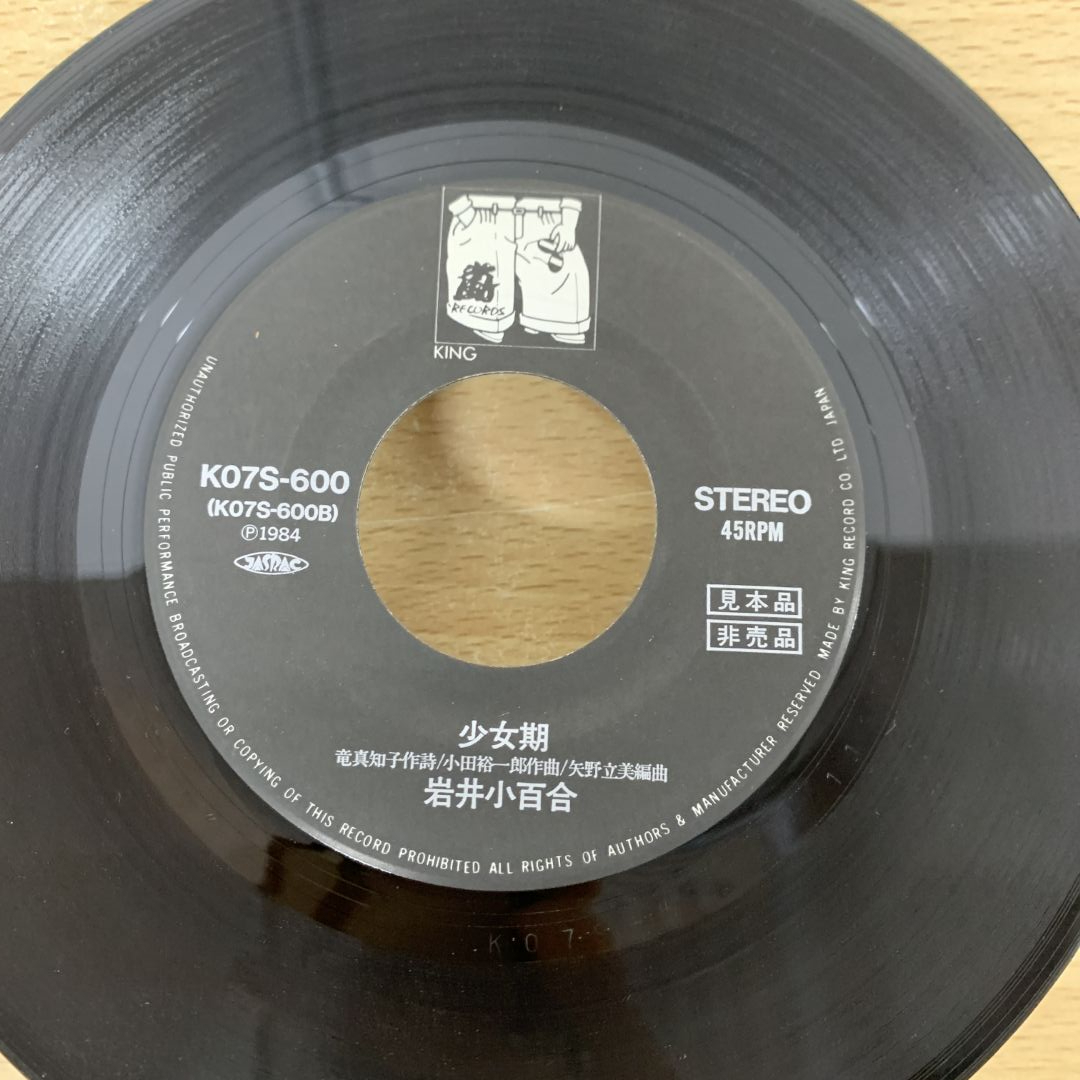 RECORDS
KING
K07S-600
(K07S-600B)
Ⓟ1984
JASRAC
STEREO
45RPM
見本品
非売品
少女期
竜真知子作詩/小田裕一郎作曲/矢野立美編曲
岩井小百合
UNAUTHORIZED PUBLIC PERFORMANCE BROADCASTING OR COPYING OF THIS RECORD PROHIBITED ALL RIGHTS OF AUTHORS & MANUFACTURER RESERVED MADE BY KING RECORD CO. LTD JAPAN
K07
1